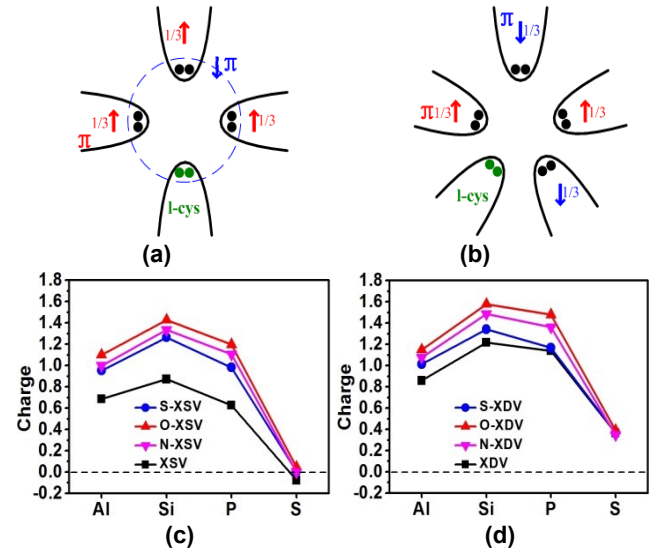 1/3
π
1/3
1/3
π
l-cys
(a)
π
1/3
π 1/3
1/3
l-cys
1/3
(b)
Charge
1.8
1.6
1.4
1.2
1.0
0.8
0.6
0.4
0.2
0.0
-0.2
S-XSV
O-XSV
N-XSV
XSV
Al Si P S
(c)
Charge
1.8
1.6
1.4
1.2
1.0
0.8
0.6
0.4
0.2
0.0
-0.2
S-XDV
O-XDV
N-XDV
XDV
Al Si P S
(d)